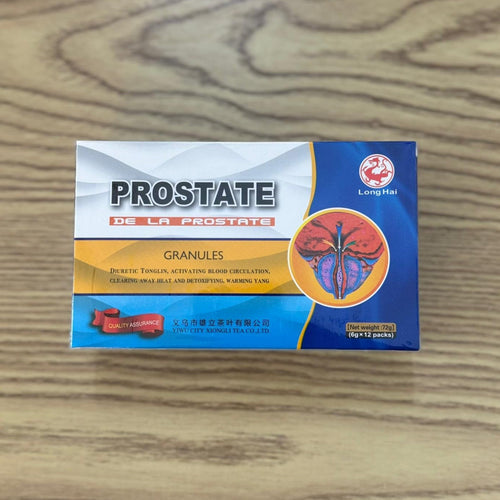 PROSTATE
DE LA PROSTATE
Long Hai
GRANULES
DIURETIC TONGLIN, ACTIVATING BLOOD CIRCULATION,
CLEARING AWAY HEAT AND DETOXIFYING, WARMING YANG
QUALITY ASSURANCE
义乌市雄立茶叶有限公司
YIWU CITY XIONGLI TEA CO.,LTD.
Net weight:72g
(6g×12 packs)